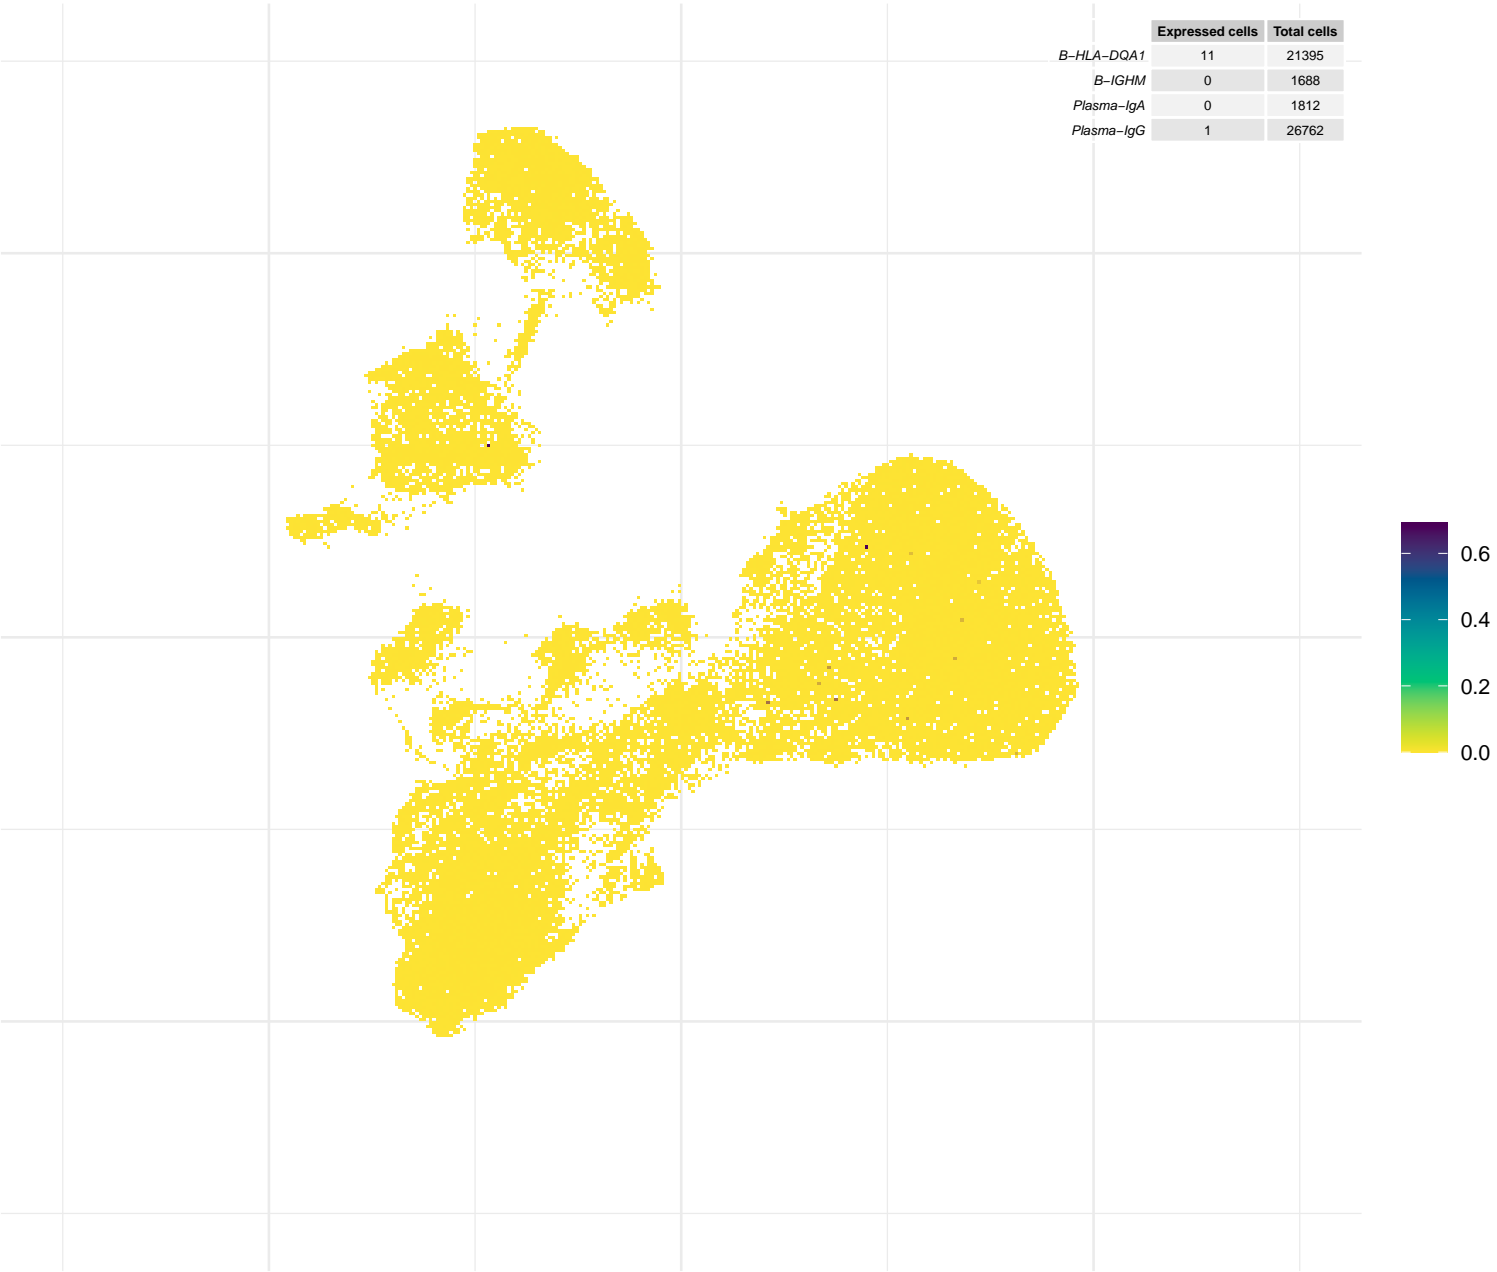 Expressed cells Total cells
B−HLA−DQA1 11 21395
B−IGHM 0 1688
Plasma−IgA 0 1812
Plasma−IgG 1 26762
0.6
0.4
0.2
0.0